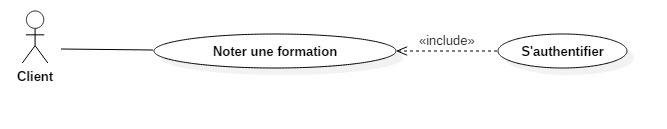 «include»
Noter une formation
S'authentifier
Client